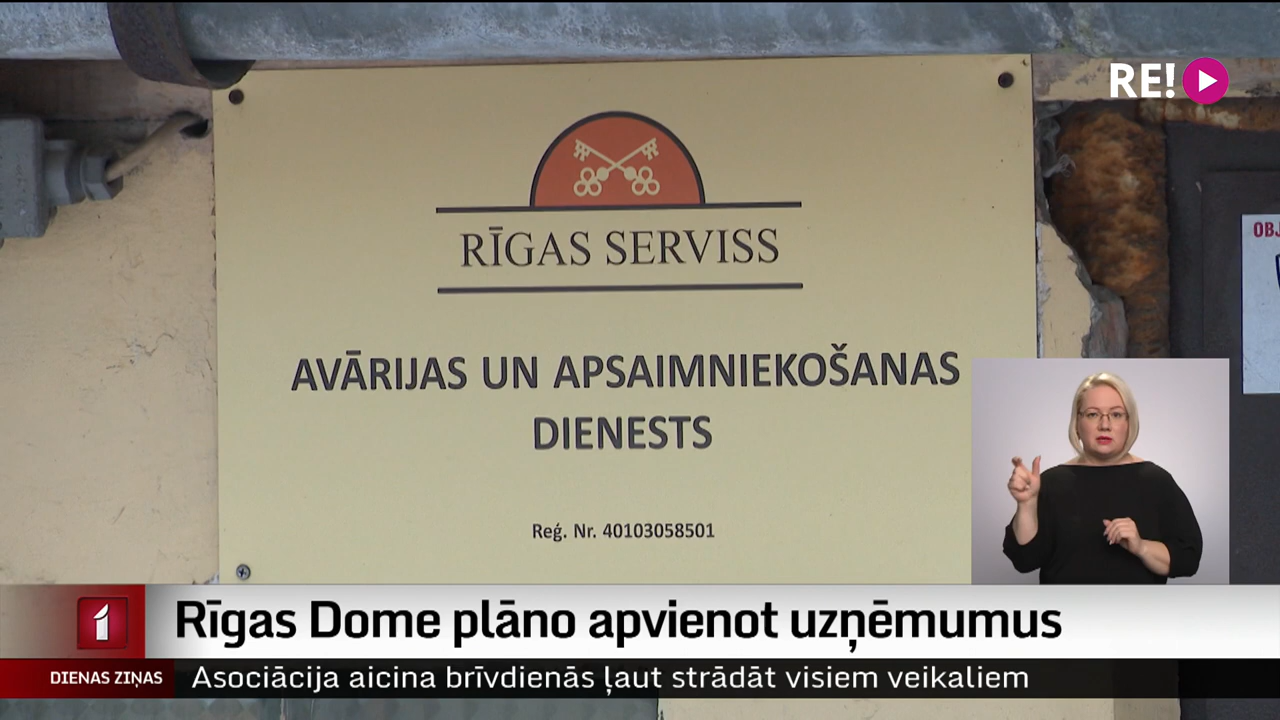 RE!
OBJ
RĪGAS SERVISS
AVĀRIJAS UN APSAIMNIEKOŠANAS
DIENESTS
Reģ. Nr. 40103058501
1
Rīgas Dome plāno apvienot uzņēmumus
DIENAS ZIŅAS
Asociācija aicina brīvdienās ļaut strādāt visiem veikaliem